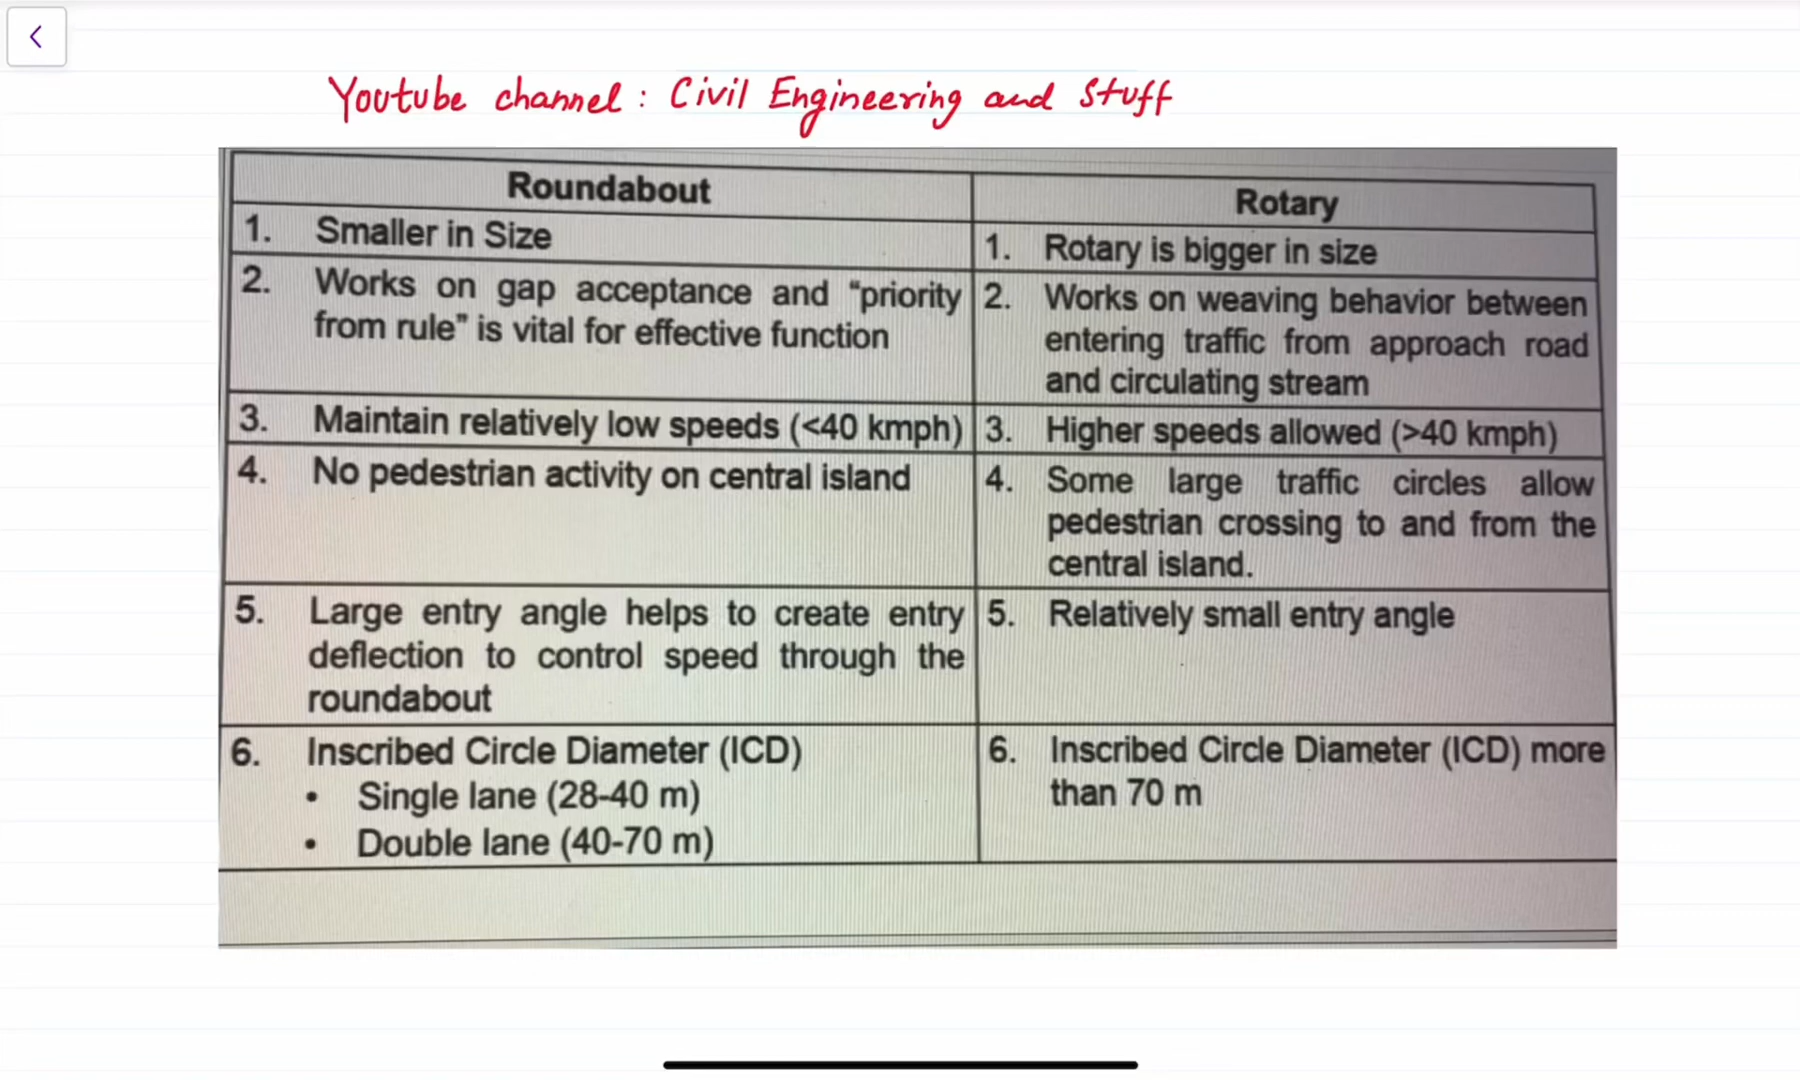 Youtube channel : Civil Engineering and Stuff
Roundabout
Rotary
1. Smaller in Size
1. Rotary is bigger in size
2. Works on gap acceptance and “priority
from rule” is vital for effective function
2. Works on weaving behavior between
entering traffic from approach road
and circulating stream
3. Maintain relatively low speeds (<40 kmph)
3. Higher speeds allowed (>40 kmph)
4. No pedestrian activity on central island
4. Some large traffic circles allow
pedestrian crossing to and from the
central island.
5. Large entry angle helps to create entry
deflection to control speed through the
roundabout
5. Relatively small entry angle
6. Inscribed Circle Diameter (ICD)
• Single lane (28-40 m)
• Double lane (40-70 m)
6. Inscribed Circle Diameter (ICD) more
than 70 m